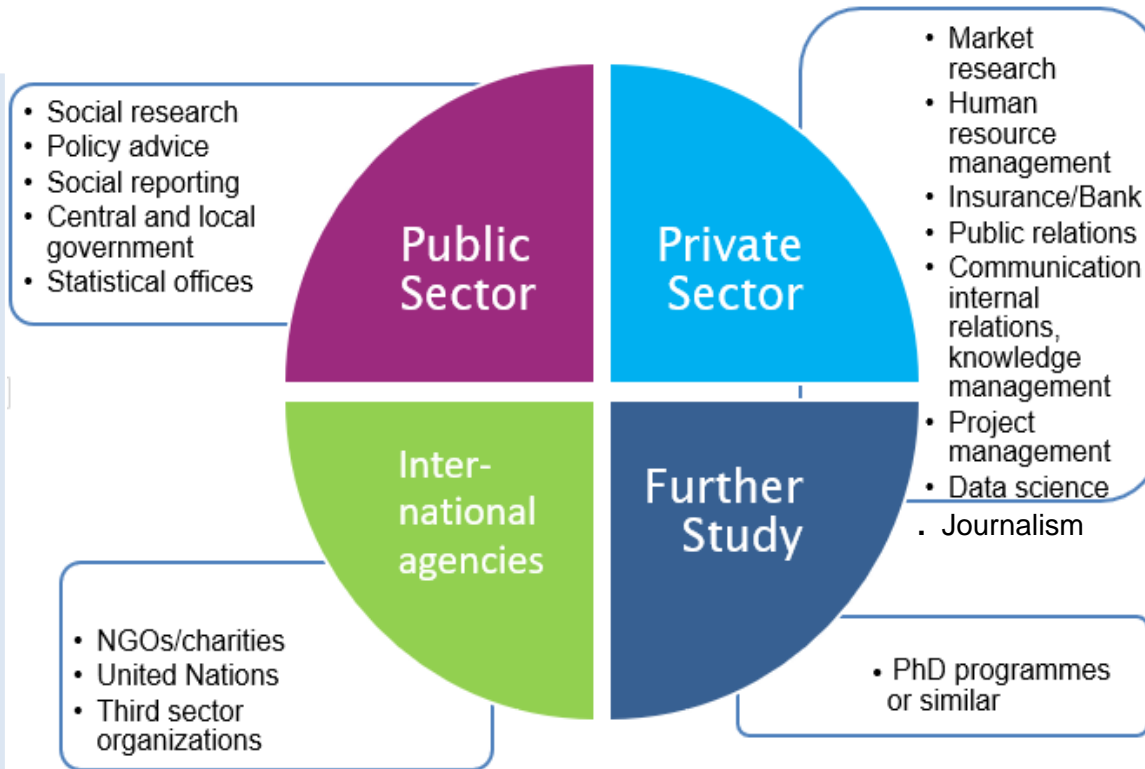 • Social research
• Policy advice
• Social reporting
• Central and local
government
• Statistical offices
Public
Sector
Private
Sector
• Market
research
• Human
resource
management
• Insurance/Bank
• Public relations
• Communication
internal
relations,
knowledge
management
• Project
management
• Data science
. Journalism
Inter-
national
agencies
Further
Study
• NGOs/charities
• United Nations
• Third sector
organizations
• PhD programmes
or similar